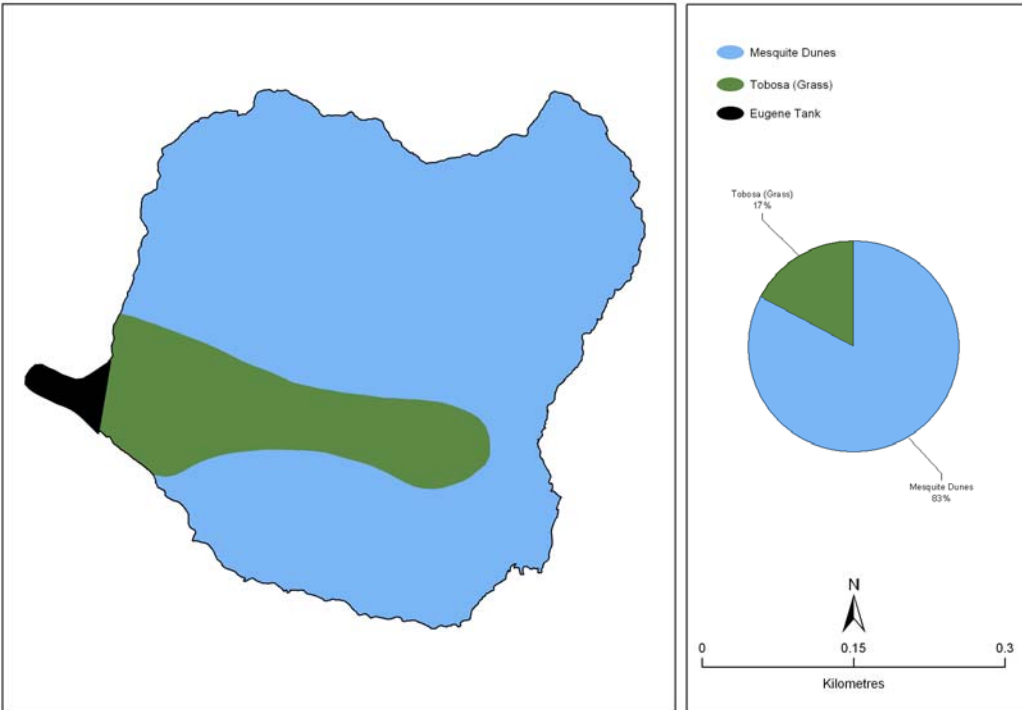 Mesquite Dunes
Tobosa (Grass)
Eugene Tank
Tobosa (Grass)
17%
Mesquite Dunes
83%
N
0 0.15 0.3
Kilometres